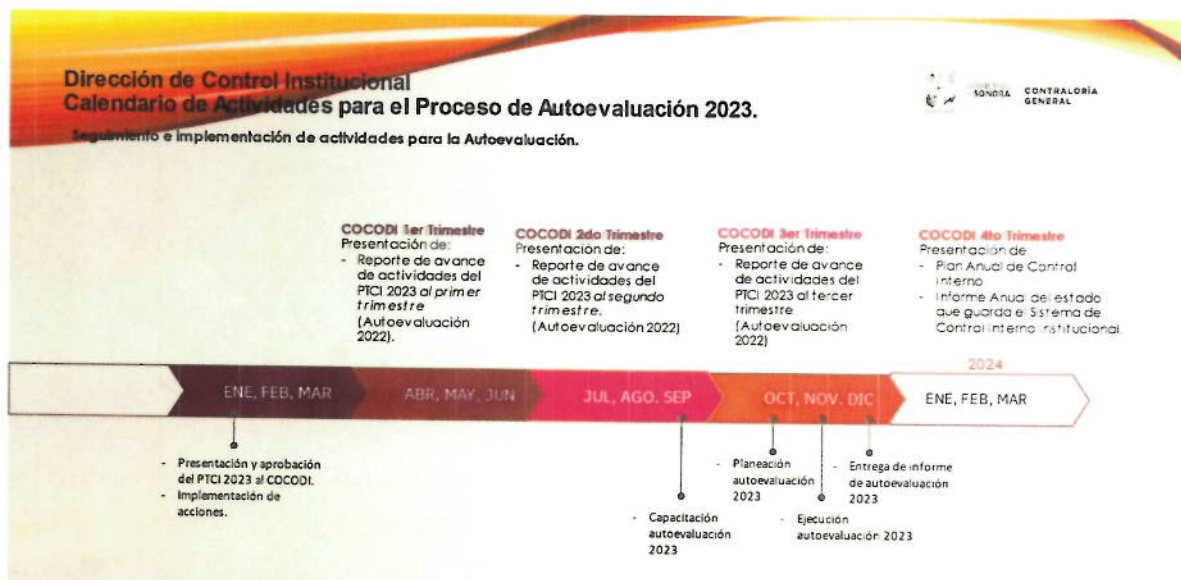 Dirección de Control Institucional
Calendario de Actividades para el Proceso de Autoevaluación 2023.
Seguimiento e implementación de actividades para la Autoevaluación.
SONORA
CONTRALORÍA
GENERAL
COCODI 1er Trimestre
Presentación de:
- Reporte de avance
de actividades del
PTCI 2023 al primer
trimestre
(Autoevaluación
2022).
COCODI 2do Trimestre
Presentación de:
- Reporte de avance
de actividades del
PTCI 2023 al segundo
trimestre.
(Autoevaluación 2022)
COCODI 3er Trimestre
Presentación de:
- Reporte de avance
de actividades del
PTCI 2023 al tercer
trimestre
(Autoevaluación
2022)
COCODI 4to Trimestre
Presentación de
- Plan Anual de Control
Interno
- Informe Anual del estado
que guarda el Sistema de
Control Interno Institucional.
2024
ENE, FEB, MAR
ABR, MAY, JUN
JUL, AGO, SEP
OCT, NOV, DIC
ENE, FEB, MAR
- Presentación y aprobación
del PTCI 2023 al COCODI.
- Implementación de
acciones.
- Capacitación
autoevaluación
2023
- Planeación
autoevaluación
2023
- Ejecución
autoevaluación 2023
- Entrega de informe
de autoevaluación
2023